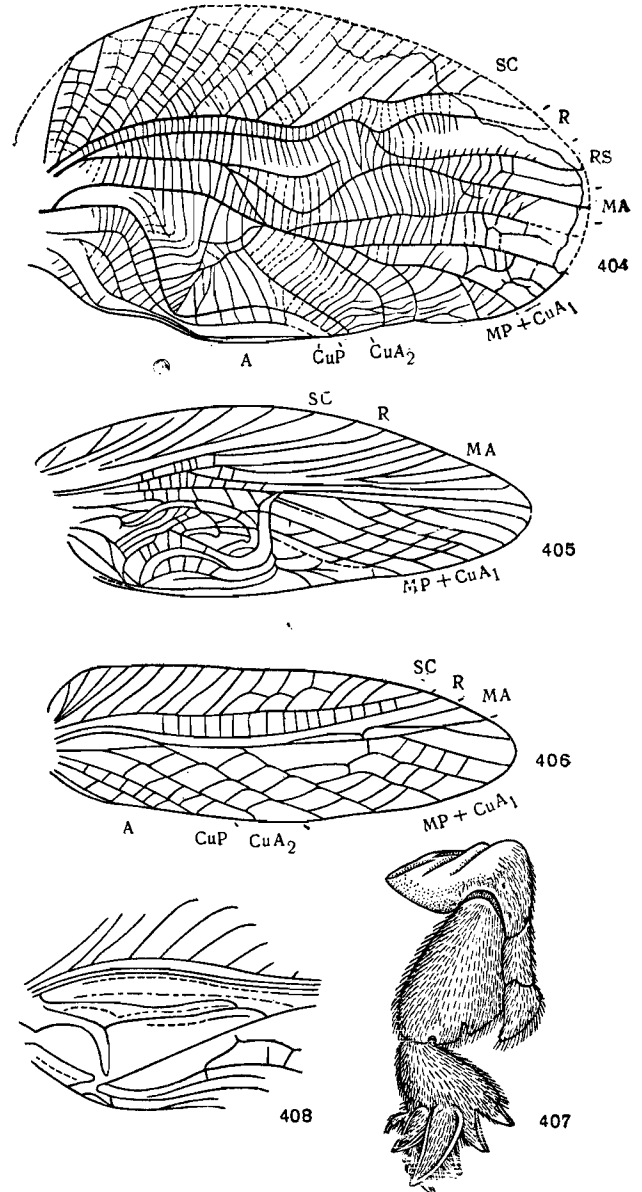 SC
R
RS
MA
404
MP + CuA1
A CuP CuA2
SC R
MA
405
MP + CuA1
SC R MA
406
MP + CuA1
A CuP CuA2
408
407